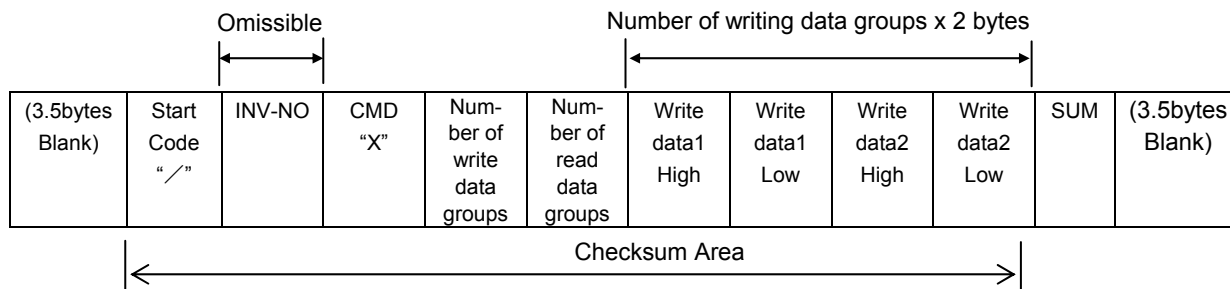 Omissible
Number of writing data groups x 2 bytes
(3.5bytes Blank)
Start Code “／”
INV-NO
CMD “X”
Num-
ber of
write
data
groups
Num-
ber of
read
data
groups
Write
data1
High
Write
data1
Low
Write
data2
High
Write
data2
Low
SUM
(3.5bytes
Blank)
Checksum Area